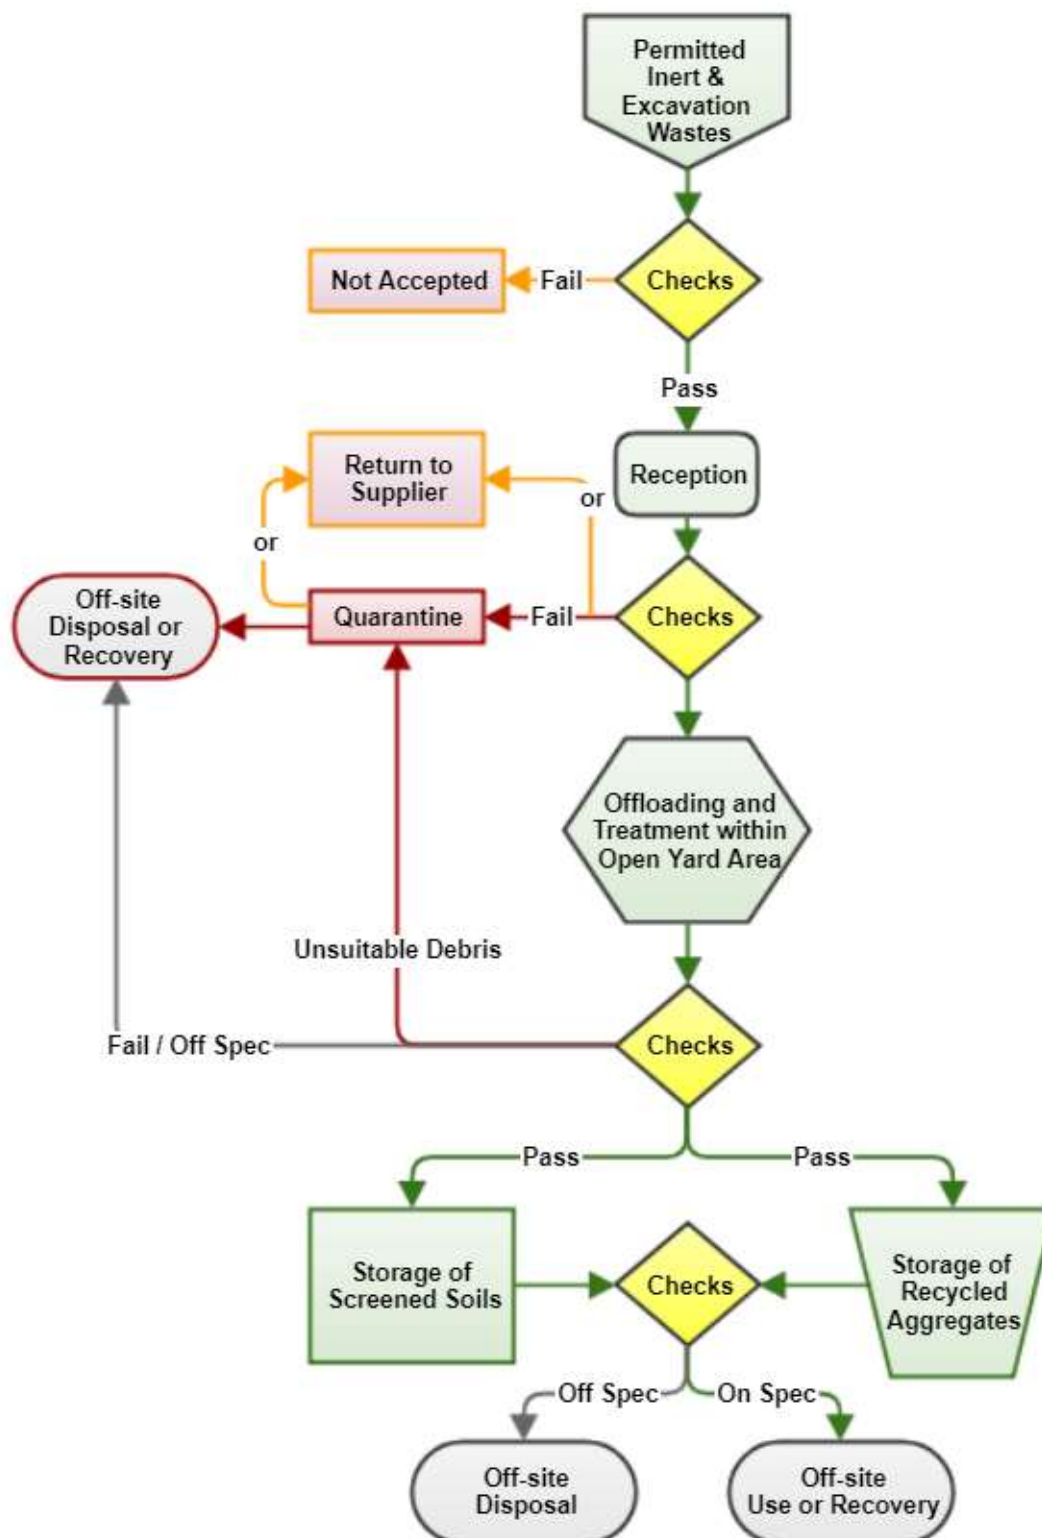 Permitted
Inert &
Excavation
Wastes
Not Accepted
Fail
Checks
Pass
Return to
Supplier
or
Reception
or
Off-site
Disposal or
Recovery
Quarantine
Fail
Checks
Offloading and
Treatment within
Open Yard Area
Unsuitable Debris
Fail / Off Spec
Checks
Pass
Pass
Storage of
Screened Soils
Checks
Storage of
Recycled
Aggregates
Off Spec
On Spec
Off-site
Disposal
Off-site
Use or Recovery